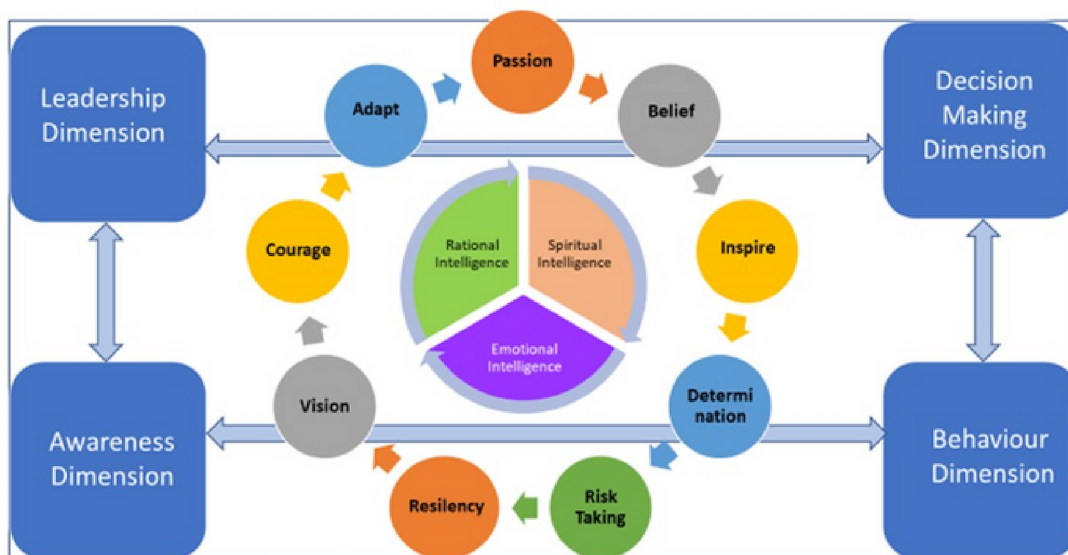 Leadership
Dimension
Decision
Making
Dimension
Passion
Adapt
Belief
Courage
Inspire
Rational
Intelligence
Spiritual
Intelligence
Emotional
Intelligence
Vision
Determi
nation
Resilency
Risk
Taking
Awareness
Dimension
Behaviour
Dimension